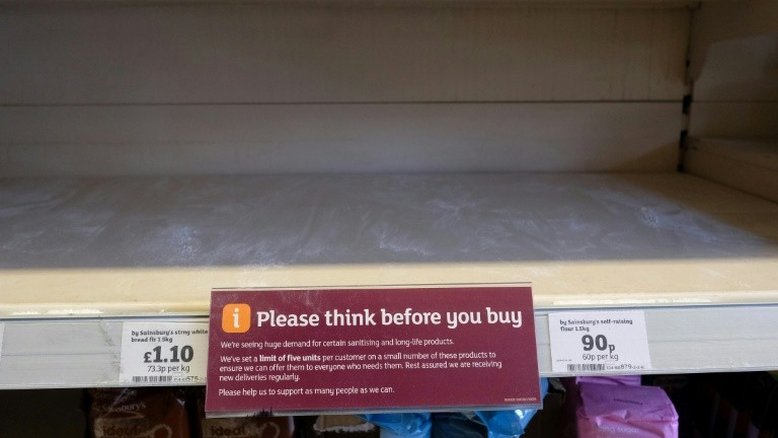 Please think before you buy
We're seeing huge demand for certain sanitising and long-life products.
We've set a limit of five units per customer on a small number of these products to
ensure we can offer them to everyone who needs them. Rest assured we are receiving
new deliveries regularly.
Please help us to support as many people as we can.
by Sainsbury's strng white
bread flr 1.5kg
£1.10
73.3p per kg
by Sainsbury's self-raising
flour 1.5kg
90p
60p per kg
Sainsbury's